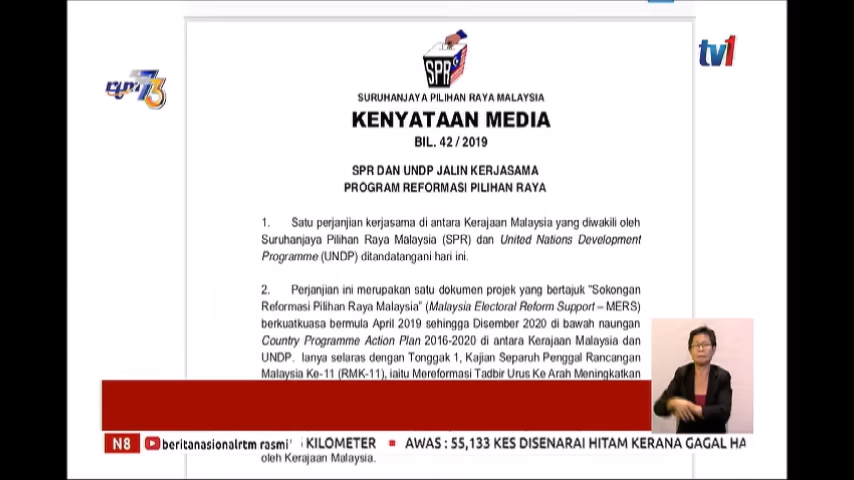 SPR
SURUHANJAYA PILIHAN RAYA MALAYSIA
KENYATAAN MEDIA
BIL. 42 / 2019
SPR DAN UNDP JALIN KERJASAMA
PROGRAM REFORMASI PILIHAN RAYA
1. Satu perjanjian kerjasama di antara Kerajaan Malaysia yang diwakili oleh
Suruhanjaya Pilihan Raya Malaysia (SPR) dan United Nations Development
Programme (UNDP) ditandatangani hari ini.
2. Perjanjian ini merupakan satu dokumen projek yang bertajuk "Sokongan
Reformasi Pilihan Raya Malaysia" (Malaysia Electoral Reform Support – MERS)
berkuatkuasa bermula April 2019 sehingga Disember 2020 di bawah naungan
Country Programme Action Plan 2016-2020 di antara Kerajaan Malaysia dan
UNDP. Ianya selaras dengan Tonggak 1, Kajian Separuh Penggal Rancangan
Malaysia Ke-11 (RMK-11), iaitu Mereformasi Tadbir Urus Ke Arah Meningkatkan
oleh Kerajaan Malaysia.
tv1
73
N8 beritanasionalrtm rasmi KILOMETER AWAS : 55,133 KES DISENARAI HITAM KERANA GAGAL HA